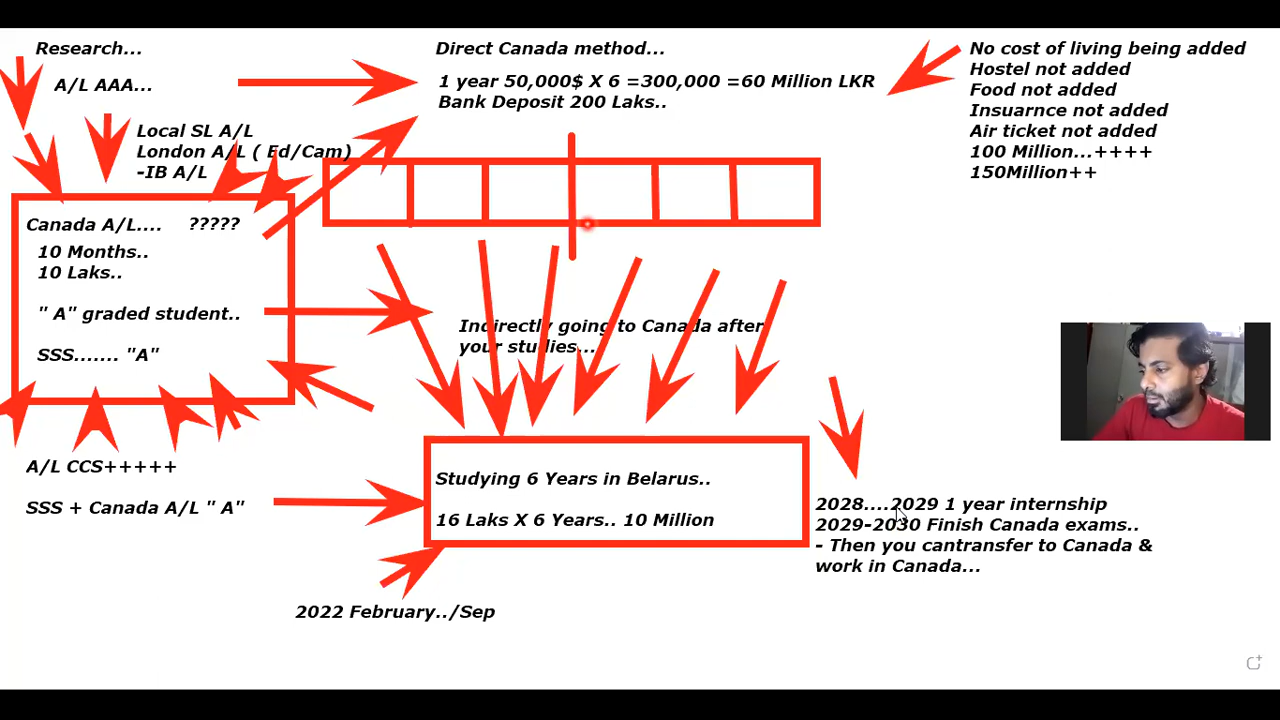 Research...
A/L AAA...
Local SL A/L
London A/L ( Ed/Cam)
-IB A/L
Direct Canada method...
1 year 50,000$ X 6 =300,000 =60 Million LKR
Bank Deposit 200 Laks..
No cost of living being added
Hostel not added
Food not added
Insuarnce not added
Air ticket not added
100 Million...++++
150Million++
Canada A/L.... ?????
10 Months..
10 Laks..
" A" graded student..
SSS....... "A"
Indirectly going to Canada after
your studies...
A/L CCS+++++
SSS + Canada A/L " A"
Studying 6 Years in Belarus..
16 Laks X 6 Years.. 10 Million
2022 February../Sep
2028....2029 1 year internship
2029-2030 Finish Canada exams..
- Then you cantransfer to Canada &
work in Canada...